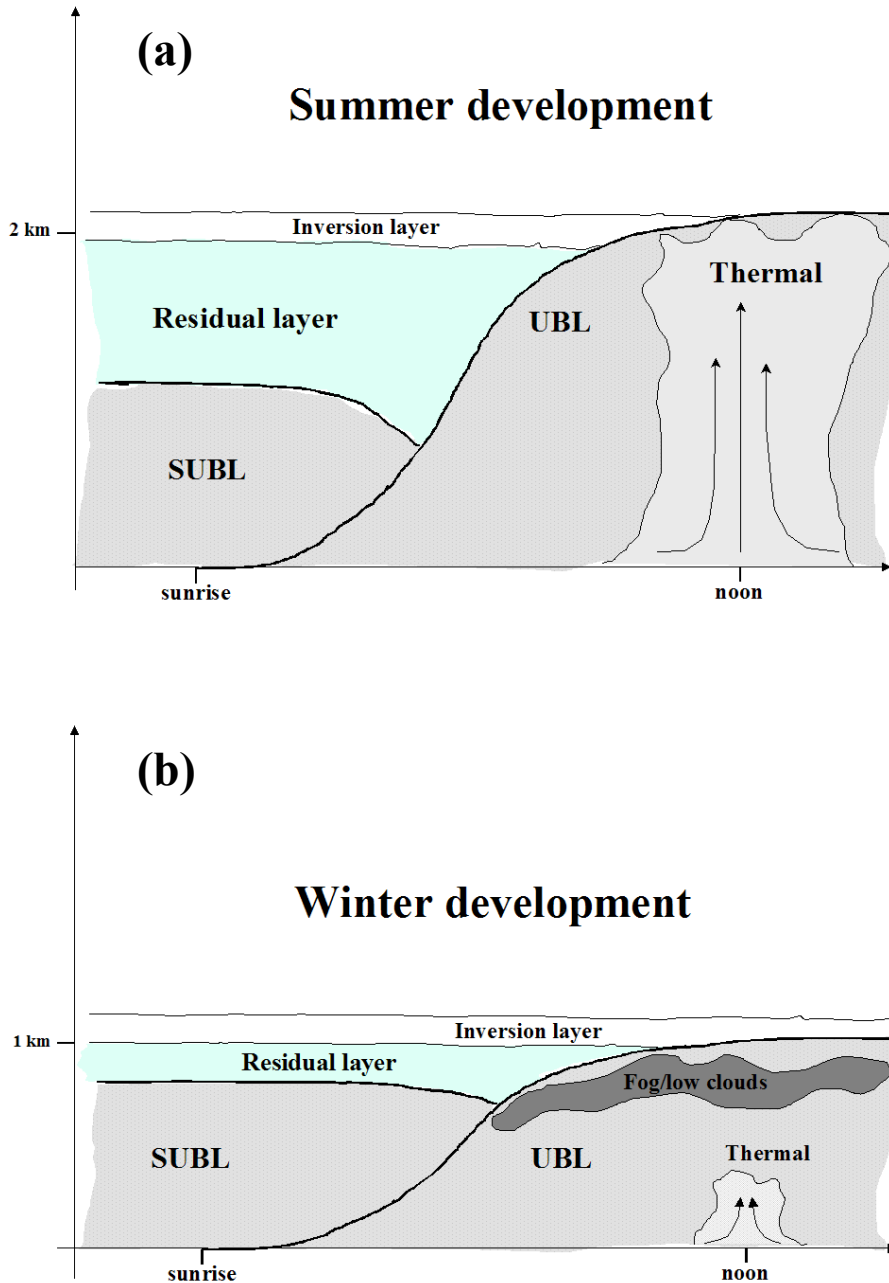 (a)
Summer development
2 km
Inversion layer
Residual layer
UBL
Thermal
SUBL
sunrise
noon
(b)
Winter development
1 km
Inversion layer
Residual layer
Fog/low clouds
SUBL
UBL
Thermal
sunrise
noon